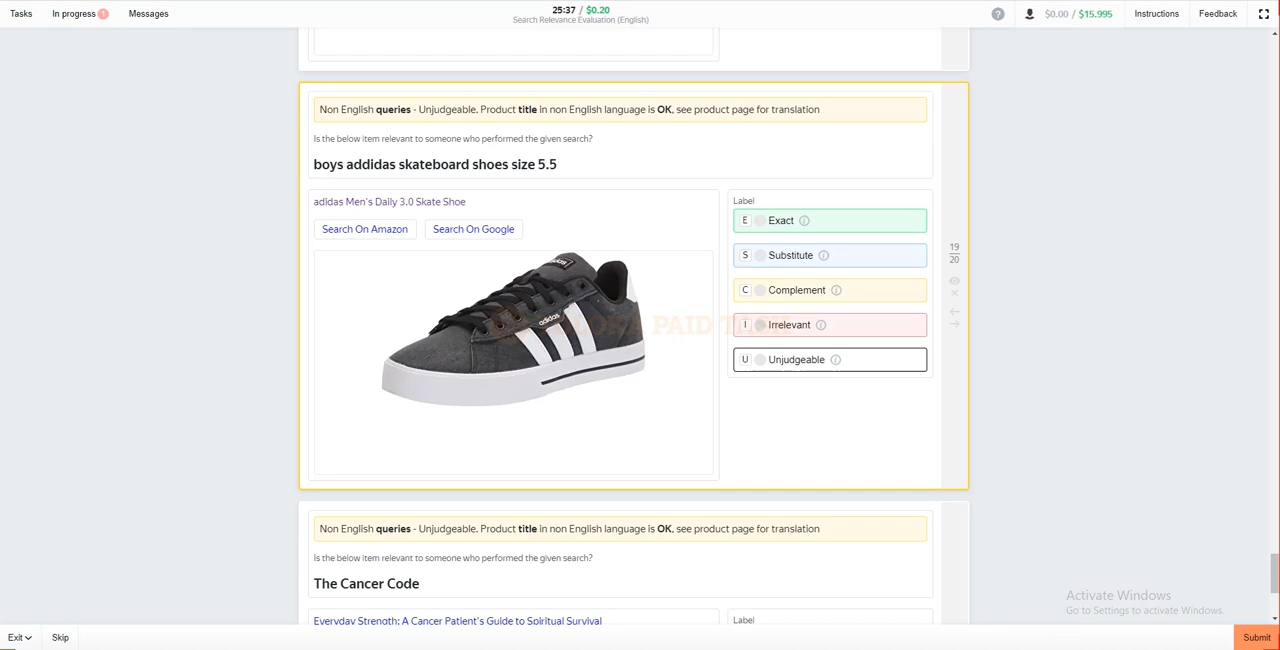 Tasks
In progress 1
Messages
25:37 / $0.20
Search Relevance Evaluation (English)
?
$0.00 / $15.995
Instructions
Feedback
Non English queries - Unjudgeable. Product title in non English language is OK, see product page for translation
Is the below item relevant to someone who performed the given search?
boys addidas skateboard shoes size 5.5
adidas Men's Daily 3.0 Skate Shoe
Search On Amazon
Search On Google
adidas
Label
E Exact
S Substitute
C Complement
I Irrelevant
U Unjudgeable
19
20
Non English queries - Unjudgeable. Product title in non English language is OK, see product page for translation
Is the below item relevant to someone who performed the given search?
The Cancer Code
Everyday Strength: A Cancer Patient's Guide to Spiritual Survival
Label
Activate Windows
Go to Settings to activate Windows.
Exit
Skip
Submit